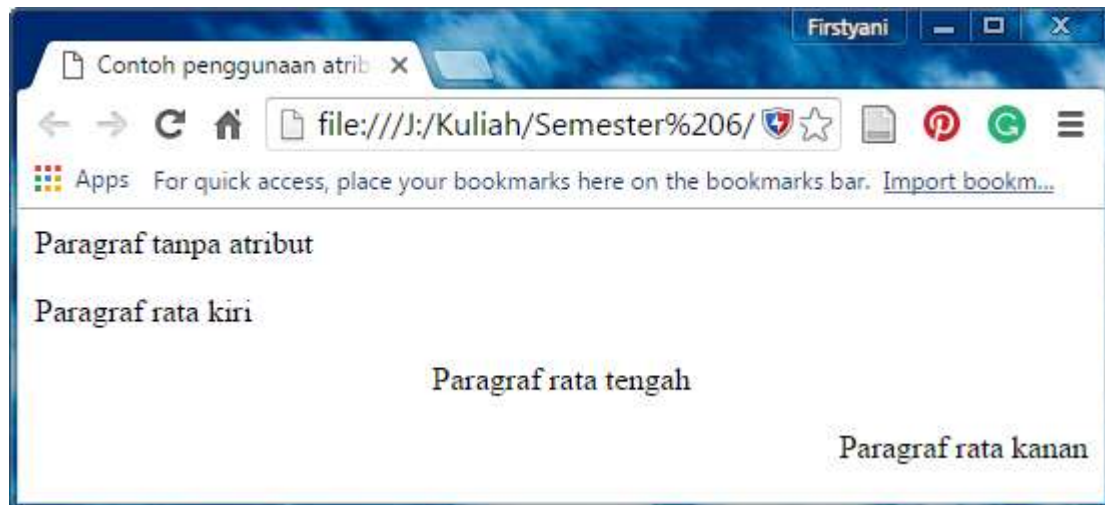 Firstyani
Contoh penggunaan atrib
file:///J:/Kuliah/Semester%206/
Apps For quick access, place your bookmarks here on the bookmarks bar. Import bookm...
Paragraf tanpa atribut
Paragraf rata kiri
Paragraf rata tengah
Paragraf rata kanan